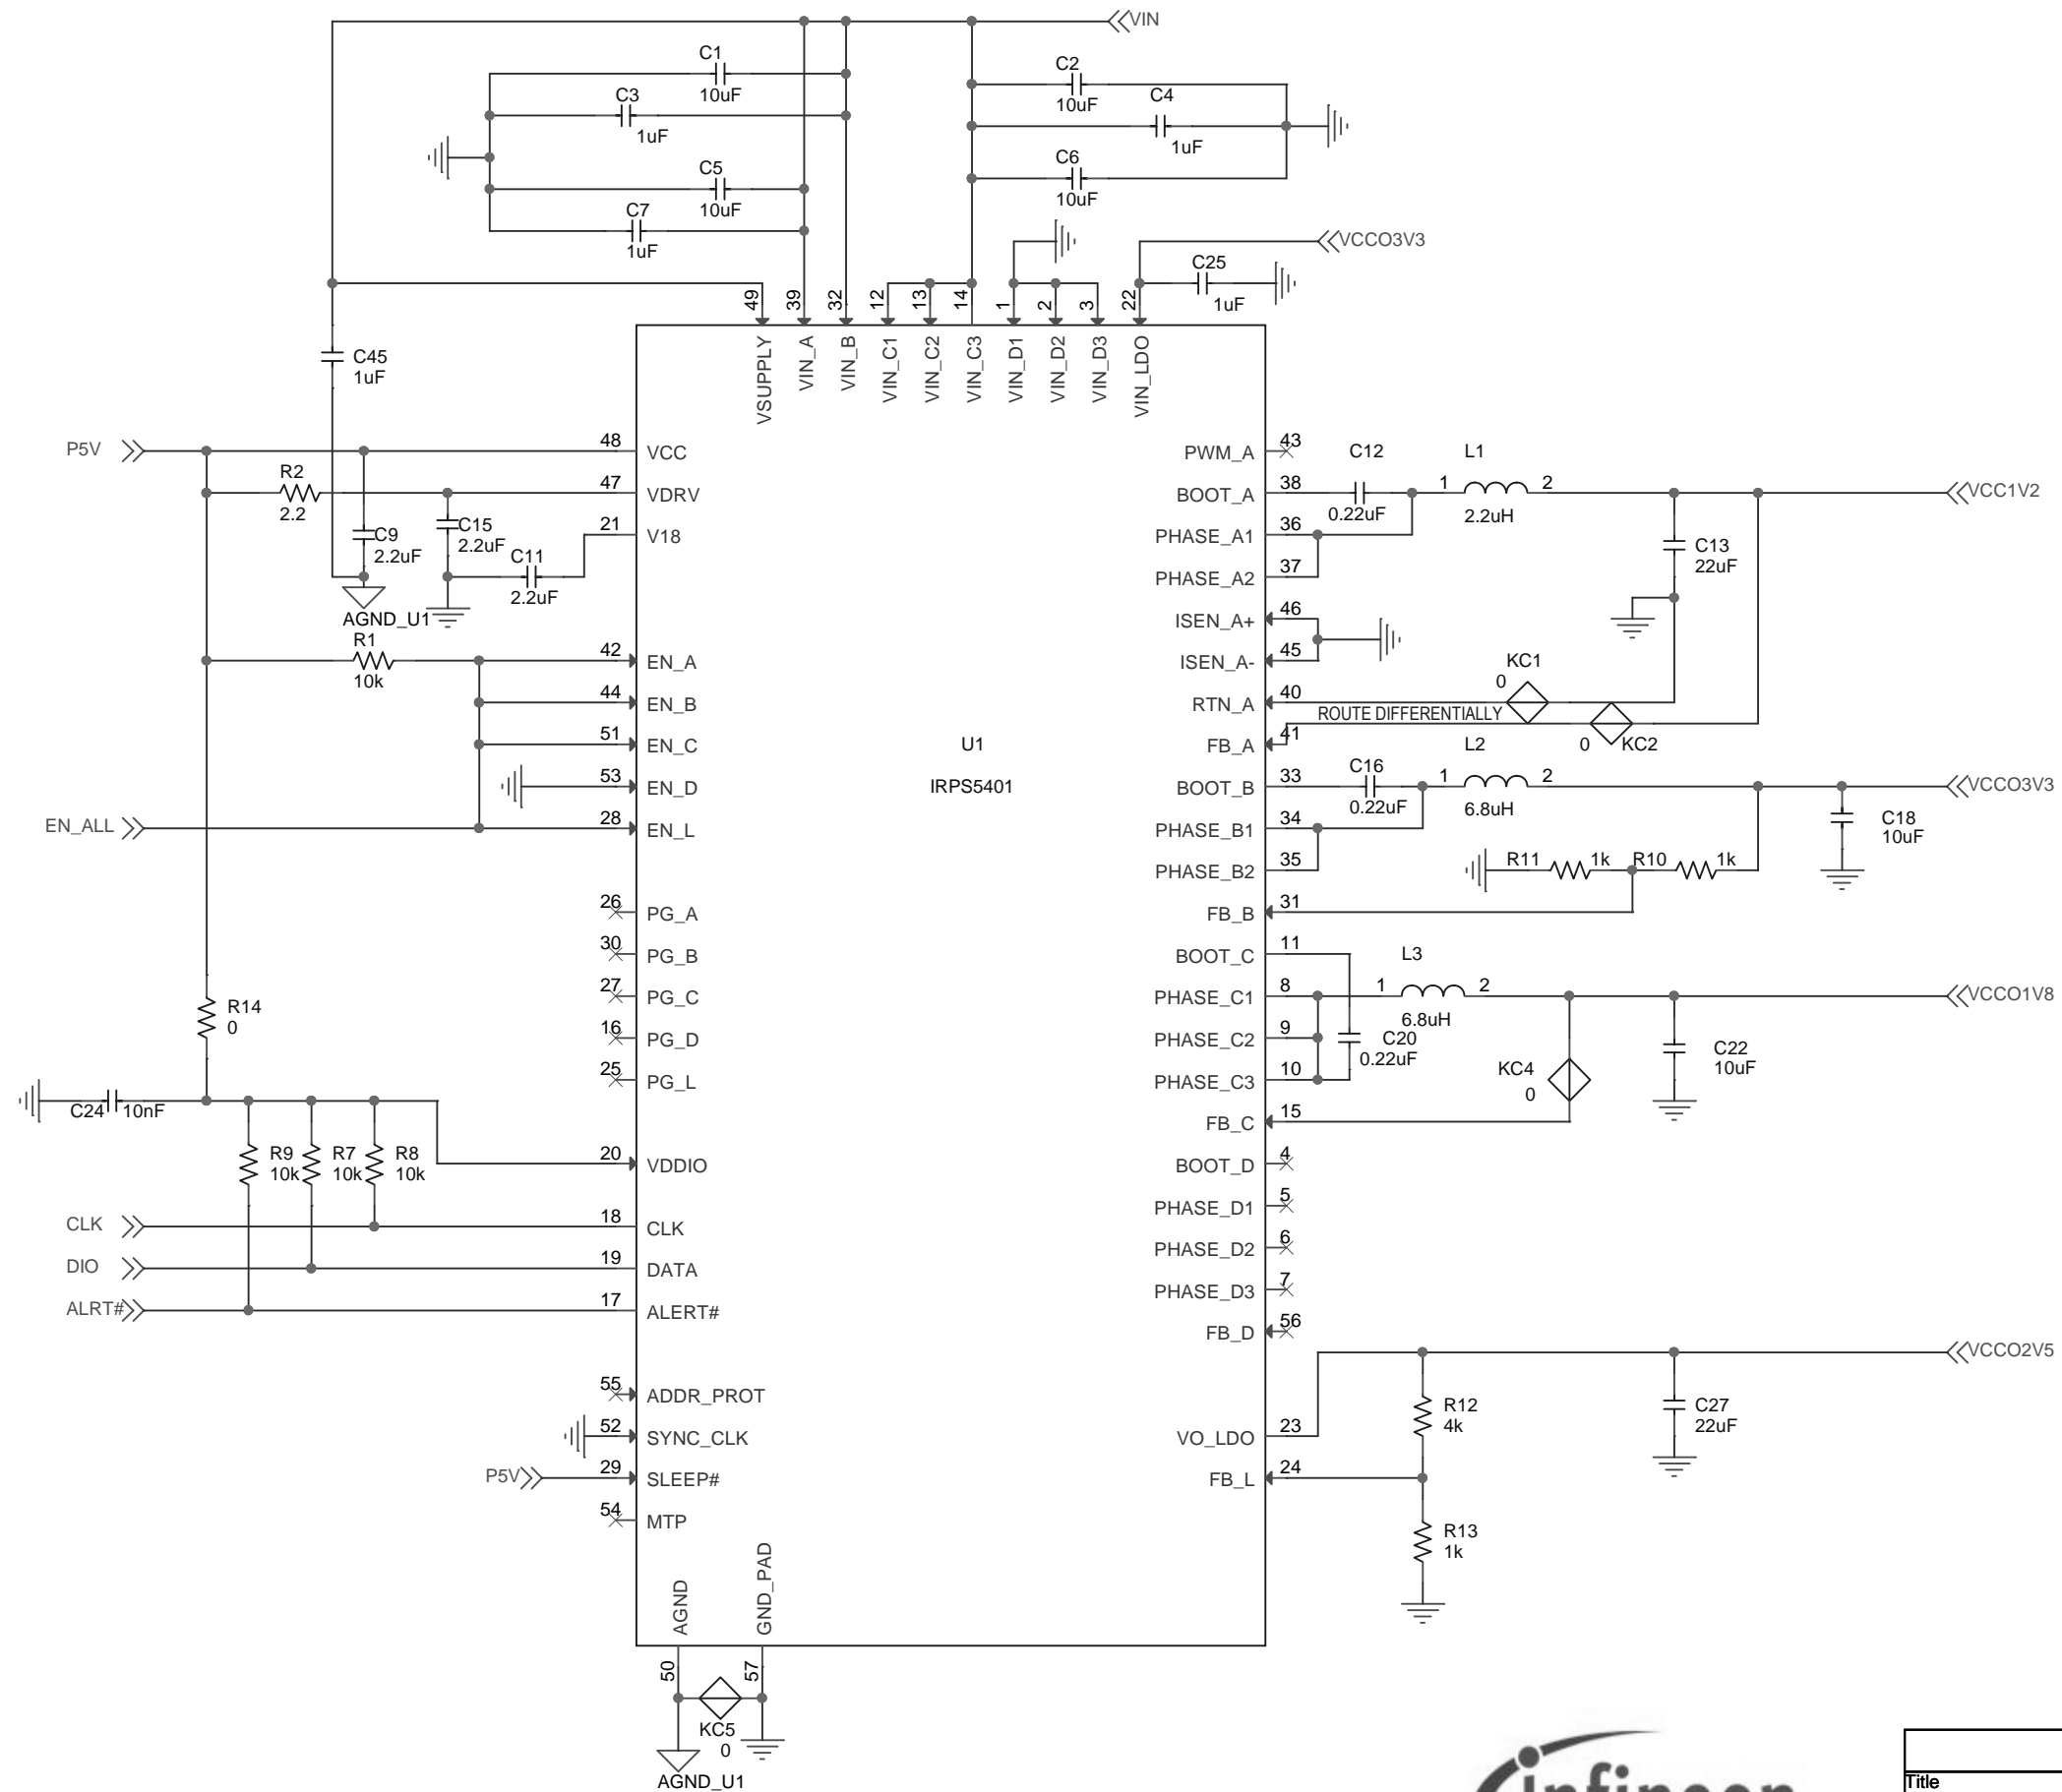 VIN
C1
10uF
C3
1uF
C5
10uF
C7
1uF
C2
10uF
C4
1uF
C6
10uF
VCCO3V3
C25
1uF
49
39
32
12
13
14
1
2
3
22
VSUPPLY
VIN_A
VIN_B
VIN_C1
VIN_C2
VIN_C3
VIN_D1
VIN_D2
VIN_D3
VIN_LDO
C45
1uF
P5V
48
VCC
R2
2.2
47
VDRV
C9
2.2uF
C15
2.2uF
21
V18
C11
2.2uF
AGND_U1
R1
10k
42
EN_A
44
EN_B
51
EN_C
53
EN_D
EN_ALL
28
EN_L
26
PG_A
30
PG_B
27
PG_C
16
PG_D
25
PG_L
R14
0
C24
10nF
R9
10k
R7
10k
R8
10k
20
VDDIO
CLK
18
CLK
DIO
19
DATA
ALRT#
17
ALERT#
55
ADDR_PROT
52
SYNC_CLK
P5V
29
SLEEP#
54
MTP
U1
IRPS5401
PWM_A
43
BOOT_A
38
C12
0.22uF
L1
1
2
2.2uH
VCC1V2
PHASE_A1
36
PHASE_A2
37
C13
22uF
ISEN_A+
46
ISEN_A-
45
KC1
0
RTN_A
40
ROUTE DIFFERENTIALLY
FB_A
41
0
KC2
BOOT_B
33
C16
0.22uF
L2
1
2
6.8uH
VCCO3V3
PHASE_B1
34
PHASE_B2
35
C18
10uF
R11
1k
R10
1k
FB_B
31
BOOT_C
11
L3
PHASE_C1
8
1
2
6.8uH
VCCO1V8
PHASE_C2
9
C20
0.22uF
PHASE_C3
10
KC4
0
C22
10uF
FB_C
15
BOOT_D
4
PHASE_D1
5
PHASE_D2
6
PHASE_D3
7
FB_D
56
VCCO2V5
R12
4k
C27
22uF
VO_LDO
23
FB_L
24
R13
1k
AGND
GND_PAD
50
57
KC5
0
AGND_U1
Infineon
Title